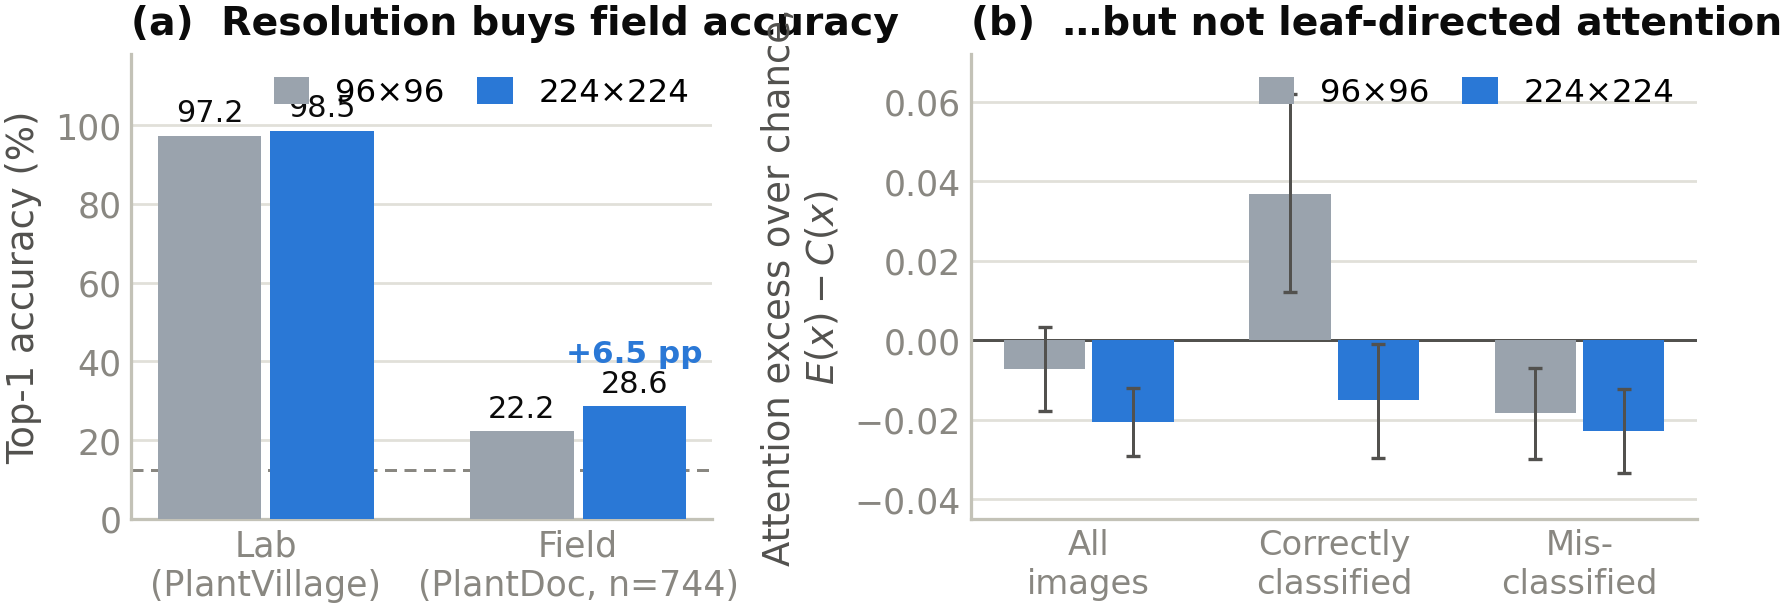 (a) Resolution buys field accuracy
96×96 224×224
97.2 98.5
+6.5 pp
22.2 28.6
100
80
60
40
20
0
Top-1 accuracy (%)
Lab
(PlantVillage)
Field
(PlantDoc, n=744)
(b) …but not leaf-directed attention
96×96 224×224
0.06
0.04
0.02
0.00
−0.02
−0.04
Attention excess over chance,
E(x) − C(x)
All
images
Correctly
classified
Mis-
classified